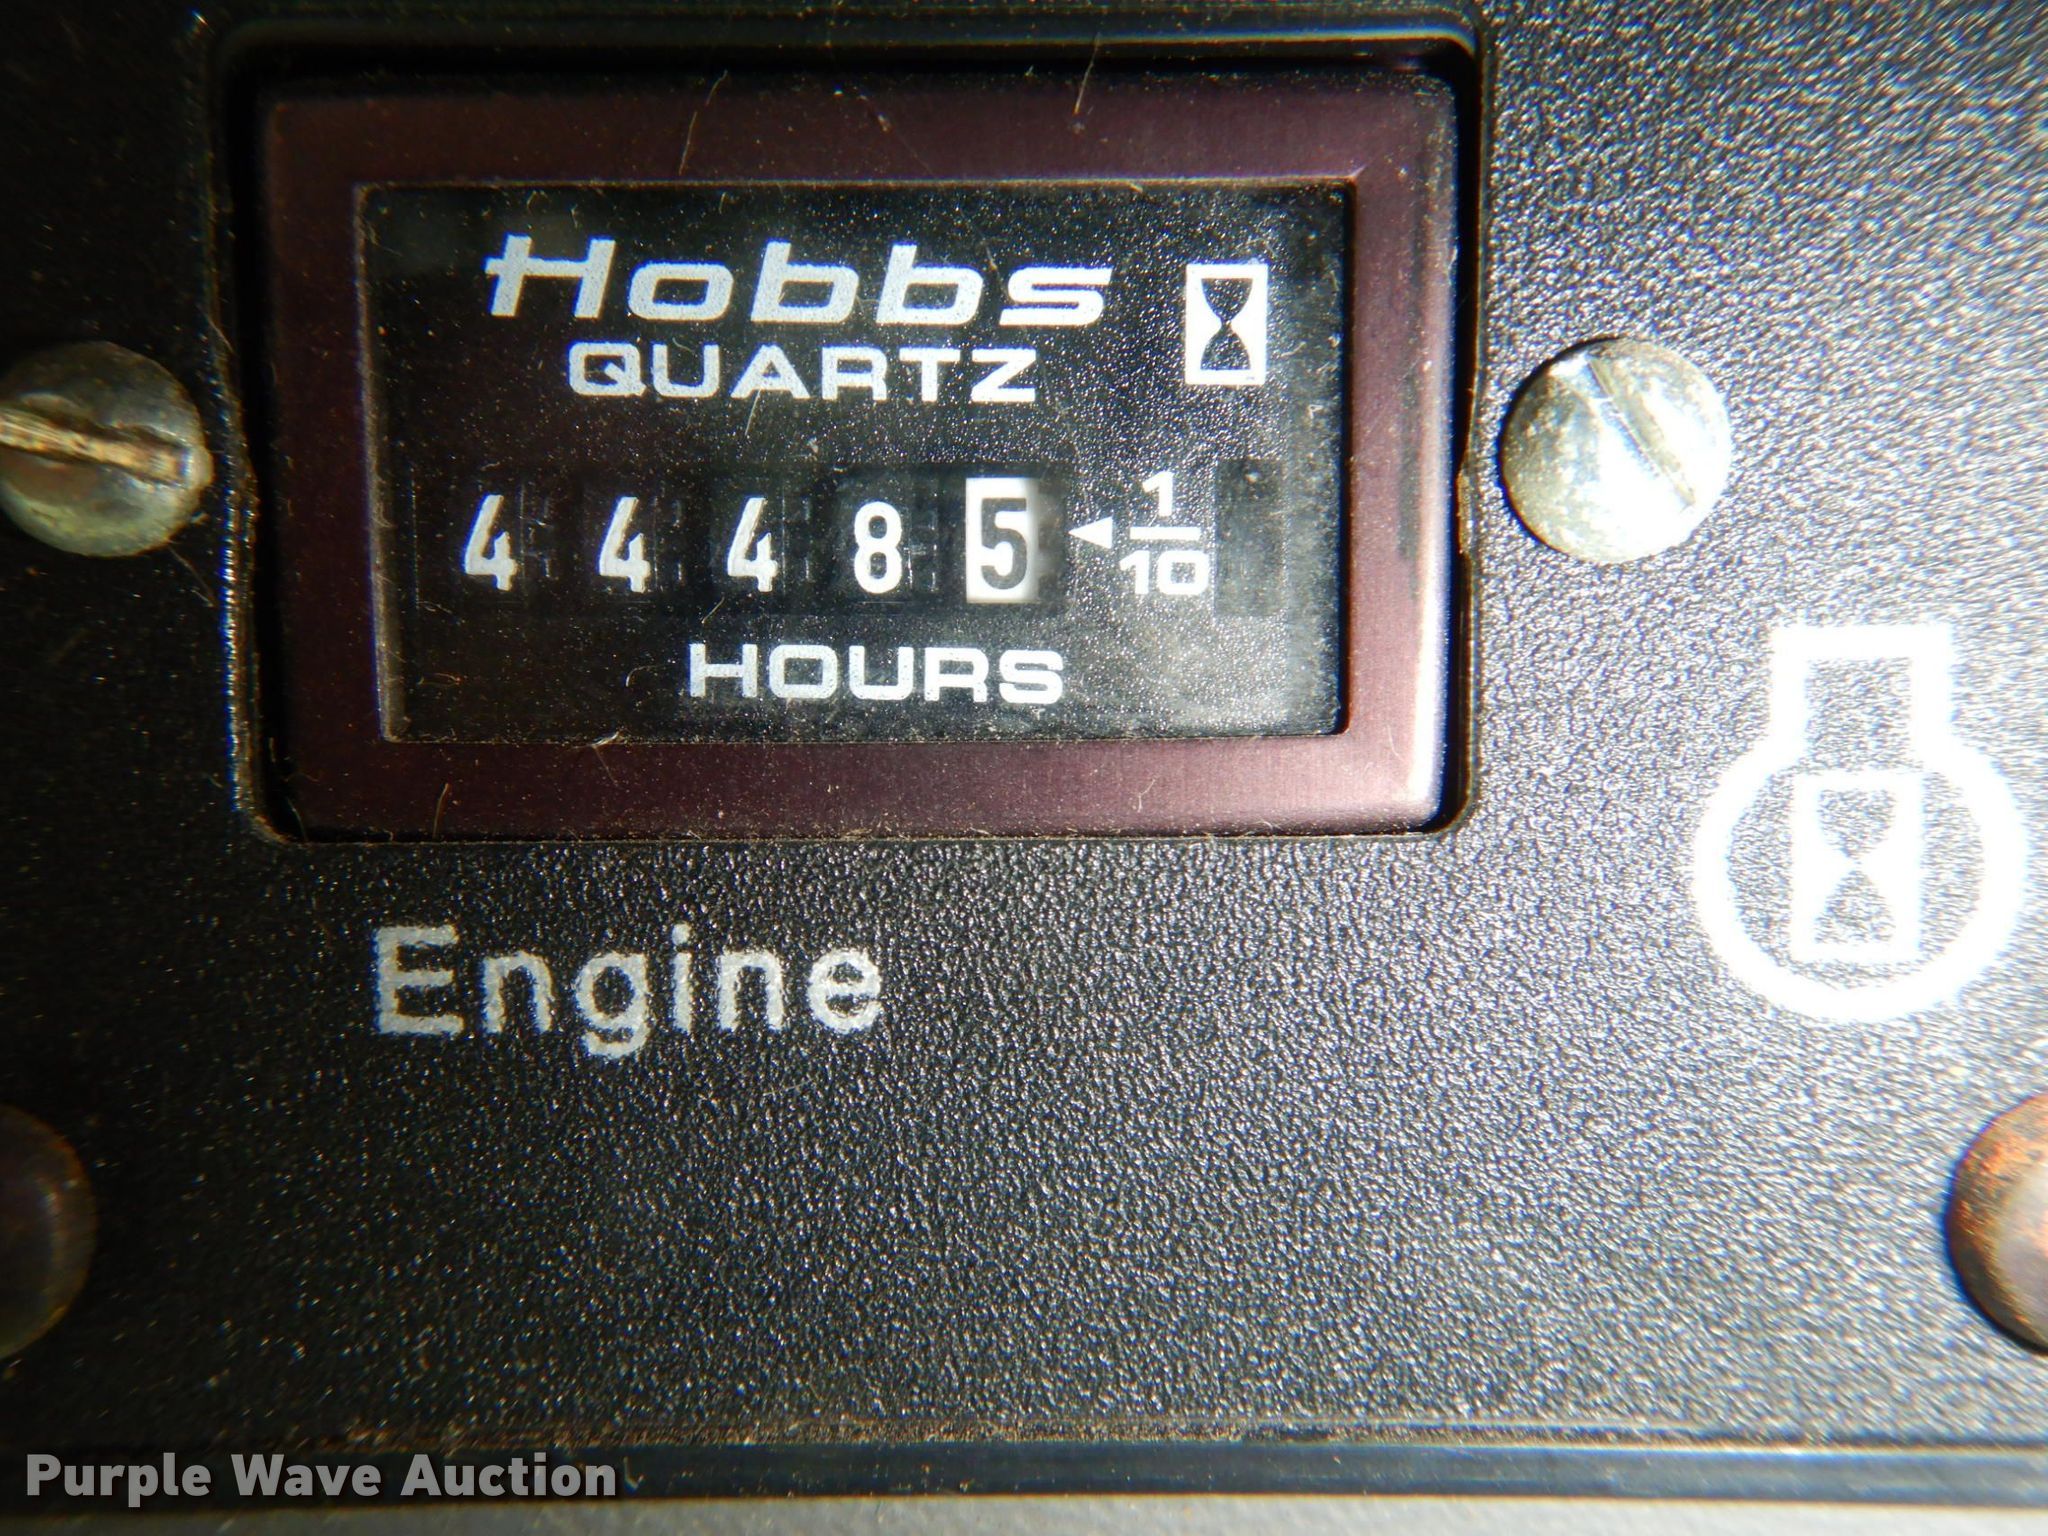 Hobbs
QUARTZ
4 4 4 8 5 ◄ 1/10
HOURS
Engine
Purple Wave Auction